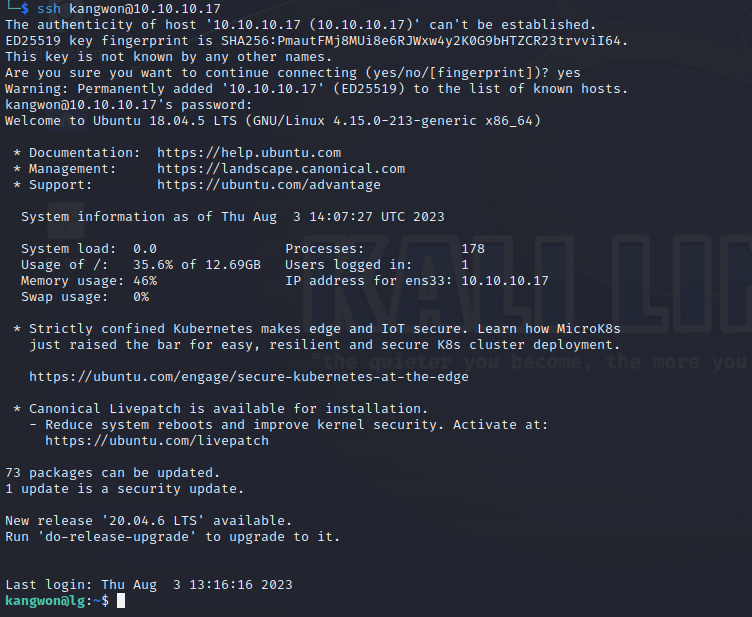 └─$ ssh kangwon@10.10.10.17
The authenticity of host '10.10.10.17 (10.10.10.17)' can't be established.
ED25519 key fingerprint is SHA256:PmautFMj8MUi8e6RJWxw4y2K0G9bHTZCR23trvviI64.
This key is not known by any other names.
Are you sure you want to continue connecting (yes/no/[fingerprint])? yes
Warning: Permanently added '10.10.10.17' (ED25519) to the list of known hosts.
kangwon@10.10.10.17's password:
Welcome to Ubuntu 18.04.5 LTS (GNU/Linux 4.15.0-213-generic x86_64)
* Documentation:  https://help.ubuntu.com
* Management:     https://landscape.canonical.com
* Support:        https://ubuntu.com/advantage
System information as of Thu Aug  3 14:07:27 UTC 2023
System load:  0.0                Processes:             178
Usage of /:   35.6% of 12.69GB   Users logged in:       1
Memory usage: 46%                IP address for ens33: 10.10.10.17
Swap usage:   0%
KALI LIN
* Strictly confined Kubernetes makes edge and IoT secure. Learn how MicroK8s
just raised the bar for easy, resilient and secure K8s cluster deployment.
"the quieter you become, the more you
https://ubuntu.com/engage/secure-kubernetes-at-the-edge
* Canonical Livepatch is available for installation.
- Reduce system reboots and improve kernel security. Activate at:
https://ubuntu.com/livepatch
73 packages can be updated.
1 update is a security update.
New release '20.04.6 LTS' available.
Run 'do-release-upgrade' to upgrade to it.
Last login: Thu Aug  3 13:16:16 2023
kangwon@lg:~$